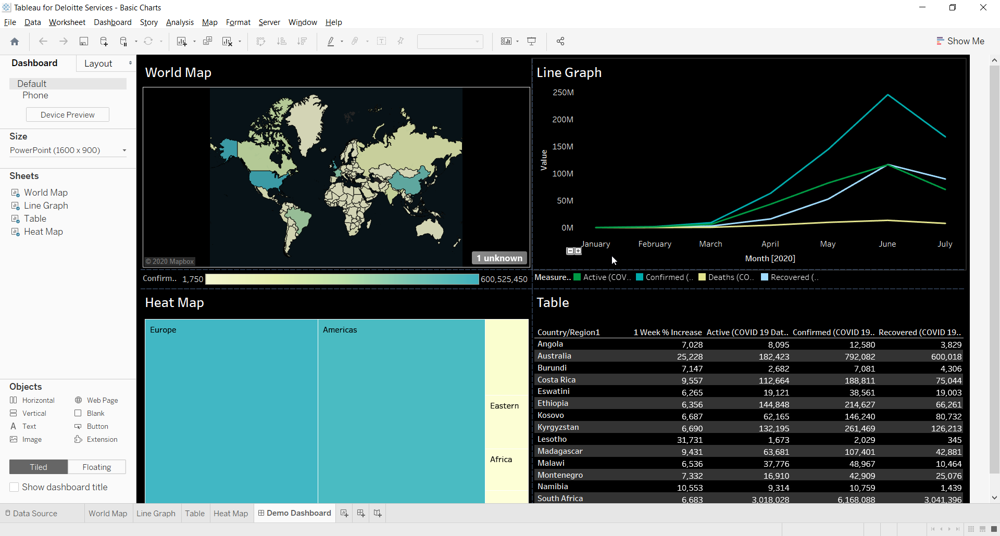 Tableau for Deloitte Services - Basic Charts
File Data Worksheet Dashboard Story Analysis Map Format Server Window Help
Show Me
Dashboard
Layout
Default
Phone
Device Preview
Size
PowerPoint (1600 x 900)
Sheets
World Map
Line Graph
Table
Heat Map
Objects
Horizontal Web Page
Vertical Blank
Text Button
Image Extension
Tiled Floating
Show dashboard title
World Map
© 2020 Mapbox
1 unknown
Confirm.. 1,750 600,525,450
Line Graph
250M
200M
150M
100M
50M
0M
Value
January February March April May June July
Month [2020]
Measure.. Active (COV.. Confirmed (.. Deaths (CO.. Recovered (..
Heat Map
Europe
Americas
Eastern
Africa
Table
Country/Region1 1 Week % Increase Active (COVID 19 Dat.. Confirmed (COVID 19.. Recovered (COVID 19..
Angola 7,028 8,095 12,580 3,829
Australia 25,228 182,423 792,082 600,018
Burundi 7,147 2,682 7,081 4,306
Costa Rica 9,557 112,664 188,811 75,044
Eswatini 6,265 19,121 38,561 19,003
Ethiopia 6,356 144,848 214,627 66,261
Kosovo 6,687 62,165 146,240 80,732
Kyrgyzstan 6,690 132,195 261,469 126,213
Lesotho 31,731 1,673 2,029 345
Madagascar 9,431 63,681 107,401 42,881
Malawi 6,536 37,776 48,967 10,464
Montenegro 7,332 16,910 42,909 25,076
Namibia 10,553 9,314 10,759 1,439
South Africa 6,683 3,018,028 6,168,088 3,041,396
Data Source World Map Line Graph Table Heat Map Demo Dashboard